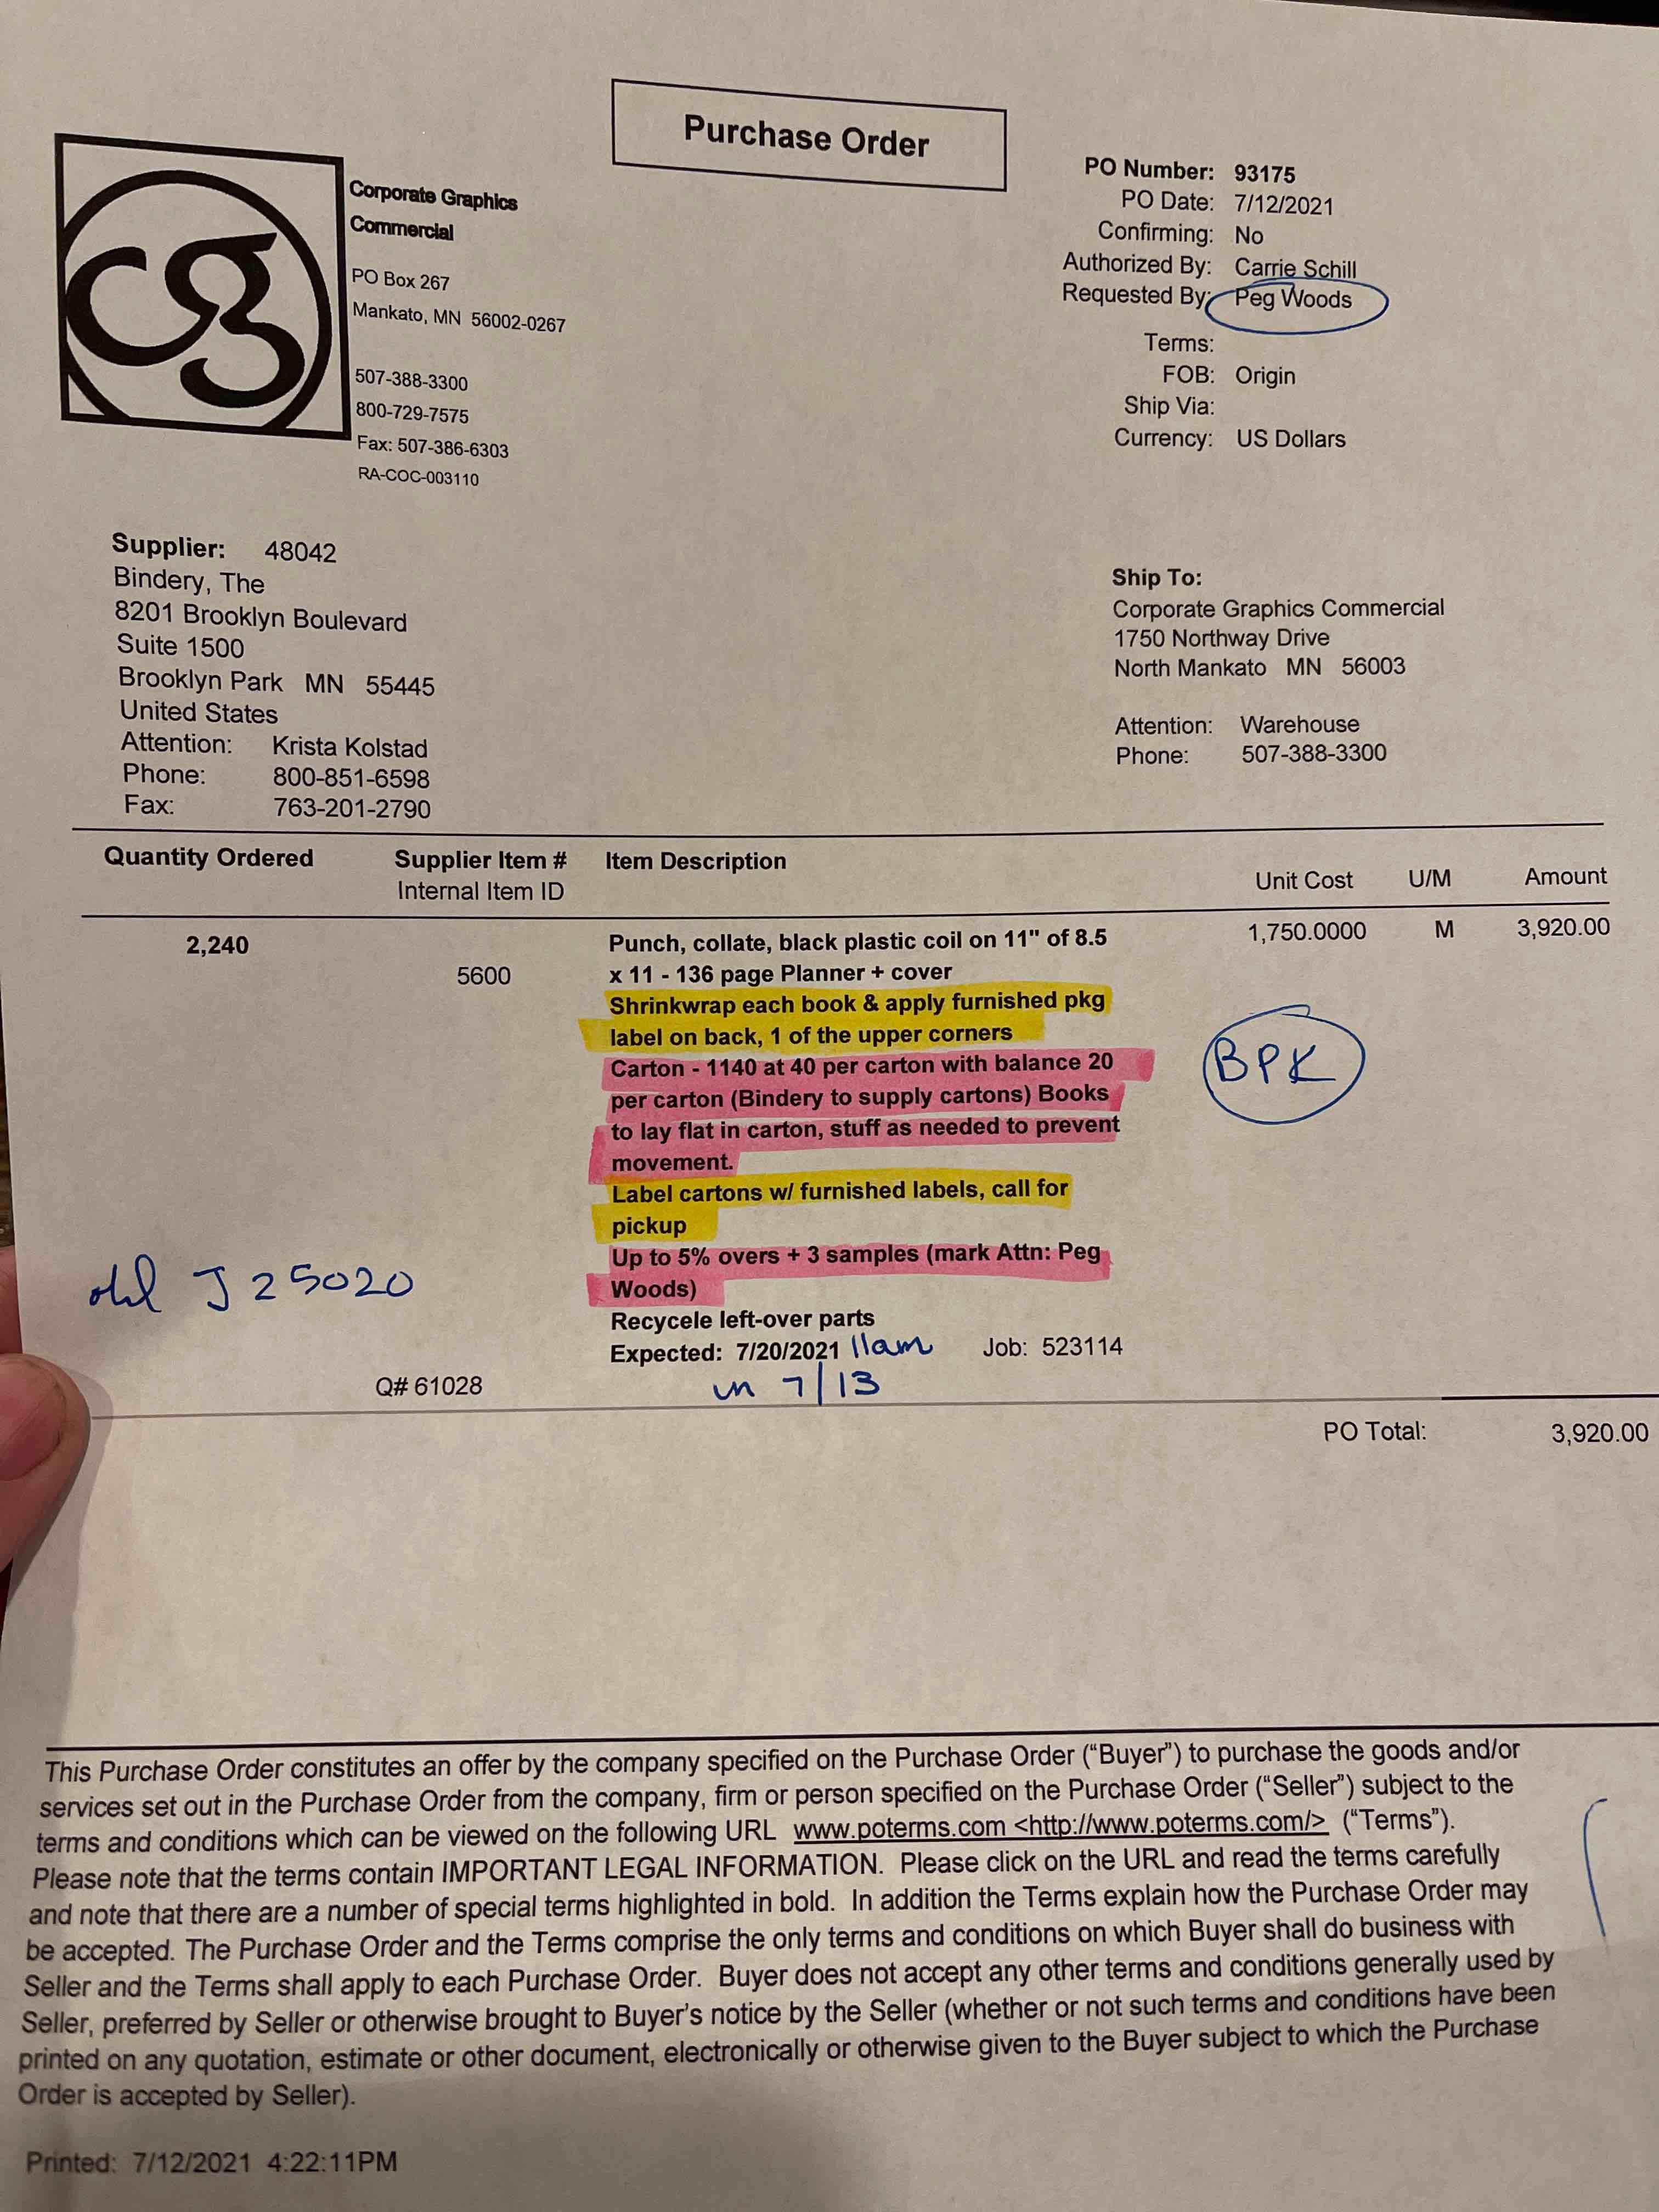 Purchase Order
cg
Corporate Graphics
Commercial
PO Box 267
Mankato, MN 56002-0267
507-388-3300
800-729-7575
Fax: 507-386-6303
RA-COC-003110
PO Number: 93175
PO Date: 7/12/2021
Confirming: No
Authorized By: Carrie Schill
Requested By: Peg Woods
Terms:
FOB: Origin
Ship Via:
Currency: US Dollars
Supplier: 48042
Bindery, The
8201 Brooklyn Boulevard
Suite 1500
Brooklyn Park MN 55445
United States
Attention: Krista Kolstad
Phone: 800-851-6598
Fax: 763-201-2790
Ship To:
Corporate Graphics Commercial
1750 Northway Drive
North Mankato MN 56003
Attention: Warehouse
Phone: 507-388-3300
Quantity Ordered Supplier Item # Item Description Unit Cost U/M Amount
Internal Item ID
2,240 Punch, collate, black plastic coil on 11" of 8.5 1,750.0000 M 3,920.00
5600 x 11 - 136 page Planner + cover
Shrinkwrap each book & apply furnished pkg
label on back, 1 of the upper corners
Carton - 1140 at 40 per carton with balance 20
per carton (Bindery to supply cartons) Books
to lay flat in carton, stuff as needed to prevent
movement.
BPK
Label cartons w/ furnished labels, call for
pickup
Up to 5% overs + 3 samples (mark Attn: Peg
Woods)
J25020
Recycele left-over parts
Expected: 7/20/2021 11am Job: 523114
Q# 61028 in 7/13
PO Total: 3,920.00
This Purchase Order constitutes an offer by the company specified on the Purchase Order (“Buyer”) to purchase the goods and/or
services set out in the Purchase Order from the company, firm or person specified on the Purchase Order (“Seller”) subject to the
terms and conditions which can be viewed on the following URL www.poterms.com <http://www.poterms.com/> (“Terms”).
Please note that the terms contain IMPORTANT LEGAL INFORMATION. Please click on the URL and read the terms carefully
and note that there are a number of special terms highlighted in bold. In addition the Terms explain how the Purchase Order may
be accepted. The Purchase Order and the Terms comprise the only terms and conditions on which Buyer shall do business with
Seller and the Terms shall apply to each Purchase Order. Buyer does not accept any other terms and conditions generally used by
Seller, preferred by Seller or otherwise brought to Buyer’s notice by the Seller (whether or not such terms and conditions have been
printed on any quotation, estimate or other document, electronically or otherwise given to the Buyer subject to which the Purchase
Order is accepted by Seller).
Printed: 7/12/2021 4:22:11PM